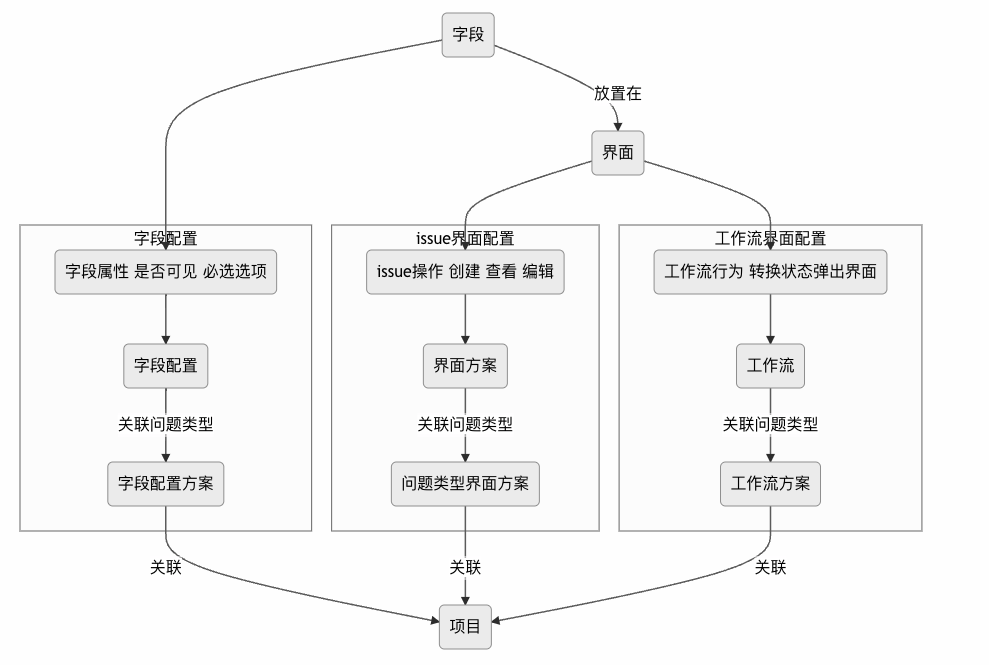 字段
放置在
界面
字段配置
issue界面配置
工作流界面配置
字段属性 是否可见 必选选项
issue操作 创建 查看 编辑
工作流行为 转换状态弹出界面
字段配置
界面方案
工作流
关联问题类型
关联问题类型
关联问题类型
字段配置方案
问题类型界面方案
工作流方案
关联
关联
关联
项目